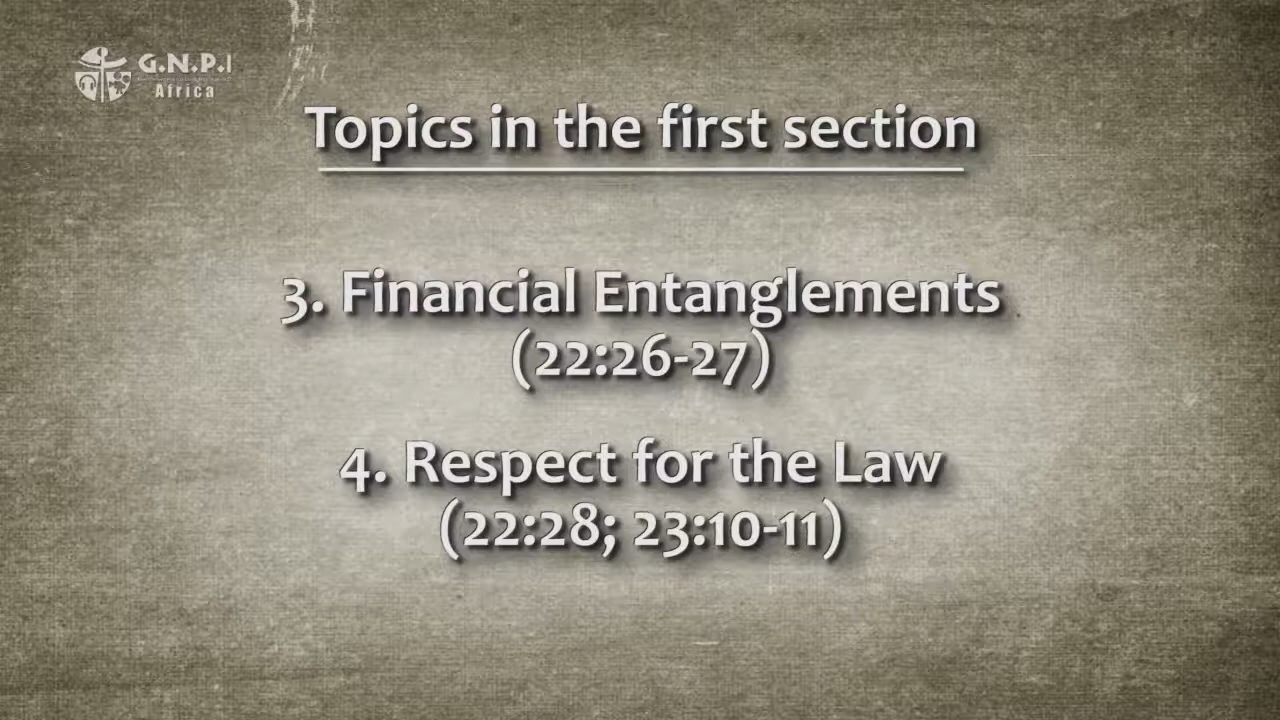 G.N.P.I
Africa
Topics in the first section
3. Financial Entanglements
(22:26-27)
4. Respect for the Law
(22:28; 23:10-11)